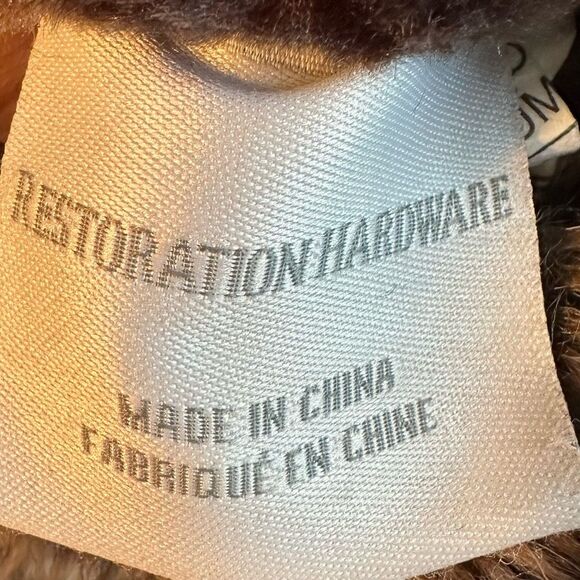 RESTORATION HARDWARE
MADE IN CHINA
FABRIQUÉ EN CHINE